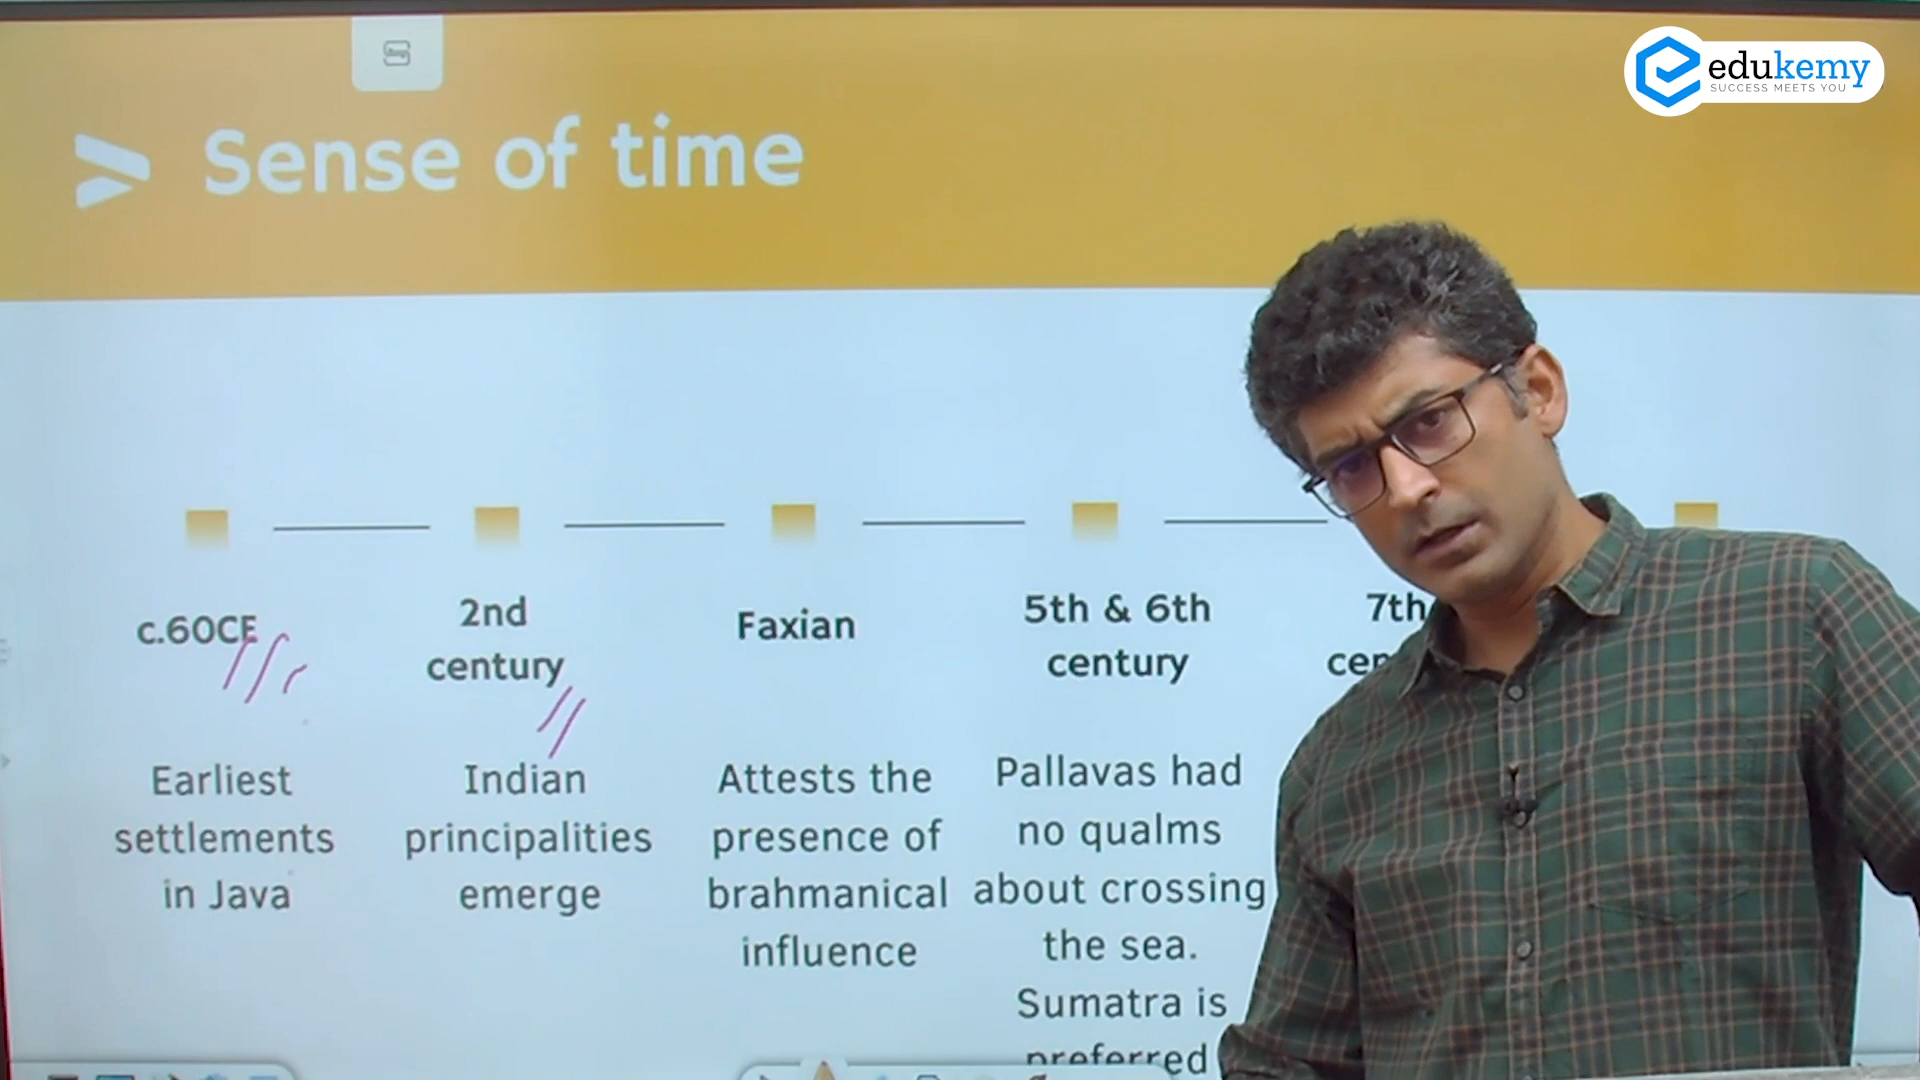 edukemy
SUCCESS MEETS YOU
Sense of time
c.60CE
Earliest
settlements
in Java
2nd
century
Indian
principalities
emerge
Faxian
Attests the
presence of
brahmanical
influence
5th & 6th
century
Pallavas had
no qualms
about crossing
the sea.
Sumatra is
preferred
7th